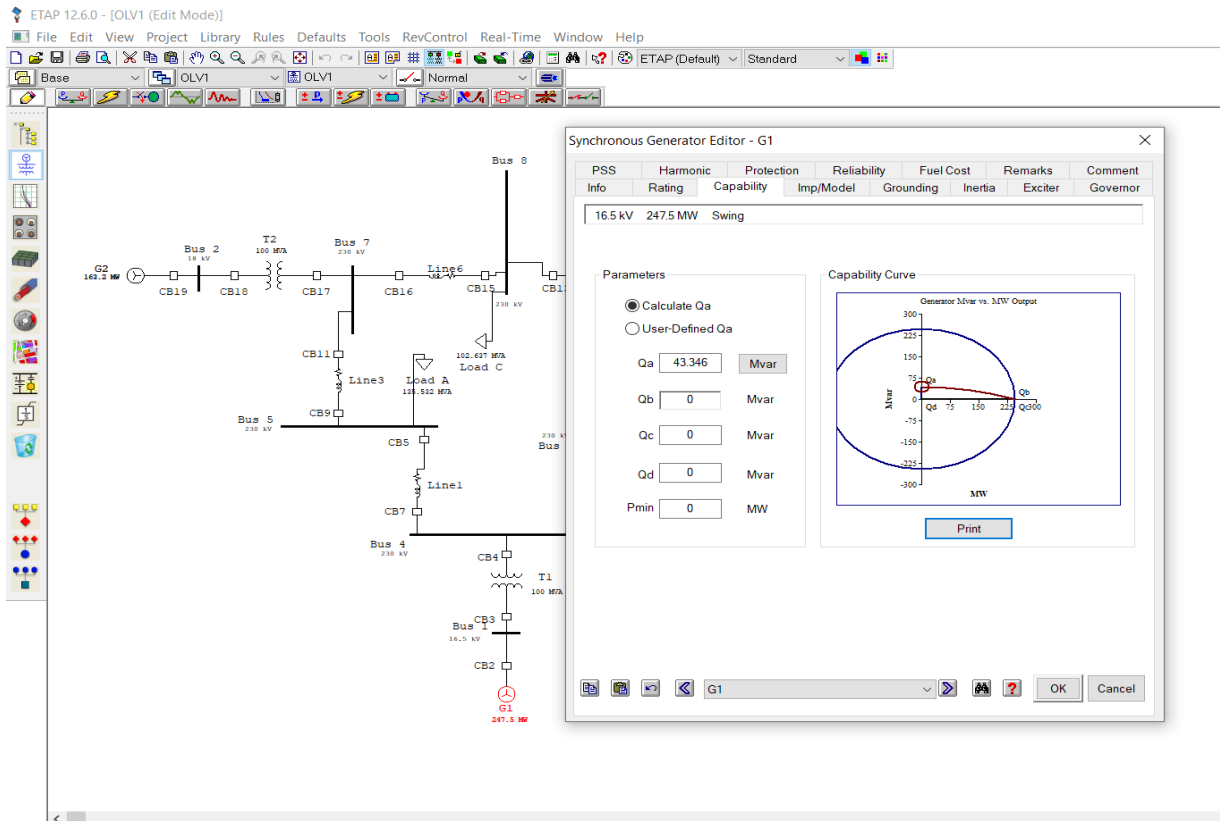 ETAP 12.6.0 - [OLV1 (Edit Mode)]
File Edit View Project Library Rules Defaults Tools RevControl Real-Time Window Help
ETAP (Default) Standard
Base OLV1 OLV1 Normal
Bus 8
230 kV
G2
163.2 MW
CB19
Bus 2
18 kV
CB18
T2
100 MVA
CB17
Bus 7
230 kV
CB16
Line6
CB15
102.637 MVA
Load C
CB11
Line3
Load A
135.532 MVA
CB9
Bus 5
230 kV
CB5
230 k
Bus
Line1
CB7
Bus 4
230 kV
CB4
T1
100 MVA
CB3
Bus 1
16.5 kV
CB2
G1
247.5 MW
Synchronous Generator Editor - G1
PSS Harmonic Protection Reliability Fuel Cost Remarks Comment
Info Rating Capability Imp/Model Grounding Inertia Exciter Governor
16.5 kV 247.5 MW Swing
Parameters
Calculate Qa
User-Defined Qa
Qa 43.346 Mvar
Qb 0 Mvar
Qc 0 Mvar
Qd 0 Mvar
Pmin 0 MW
Capability Curve
Generator Mvar vs. MW Output
300
225
150
75
0
-75
-150
-225
-300
Mvar
Qa
Qb
Qd 75 150 225 Qc 300
MW
Print
G1
OK Cancel